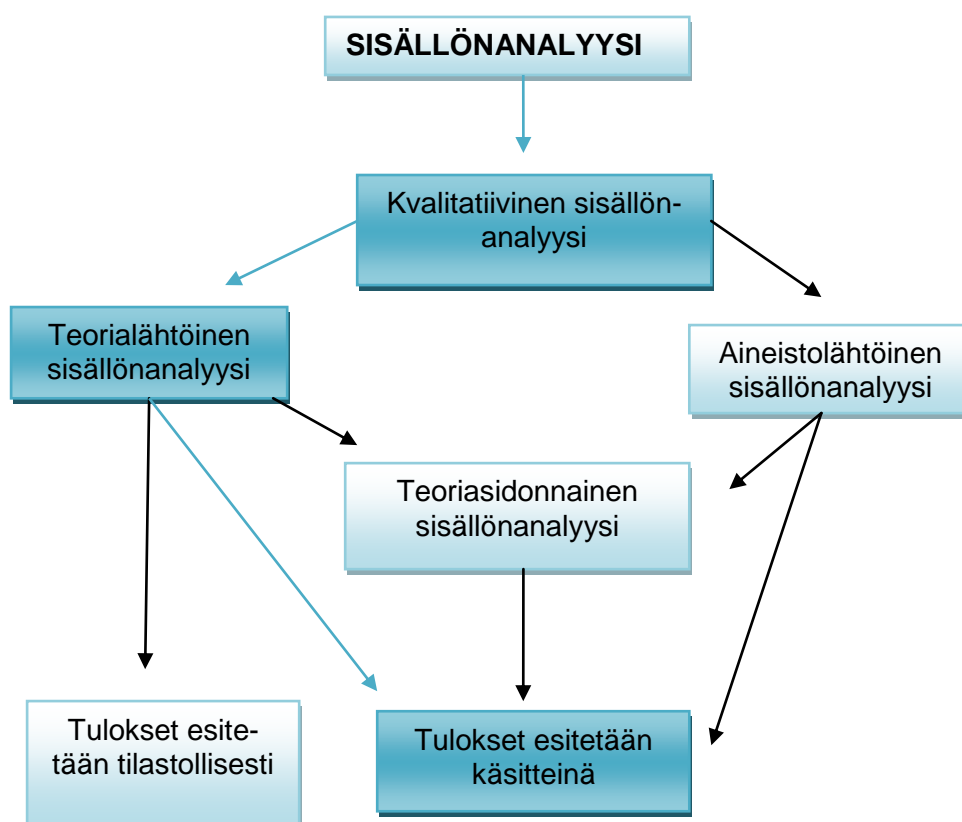 SISÄLLÖNANALYYSI
Kvalitatiivinen sisällön-
analyysi
Teorialähtöinen
sisällönanalyysi
Aineistolähtöinen
sisällönanalyysi
Teoriasidonnainen
sisällönanalyysi
Tulokset esite-
tään tilastollisesti
Tulokset esitetään
käsitteinä